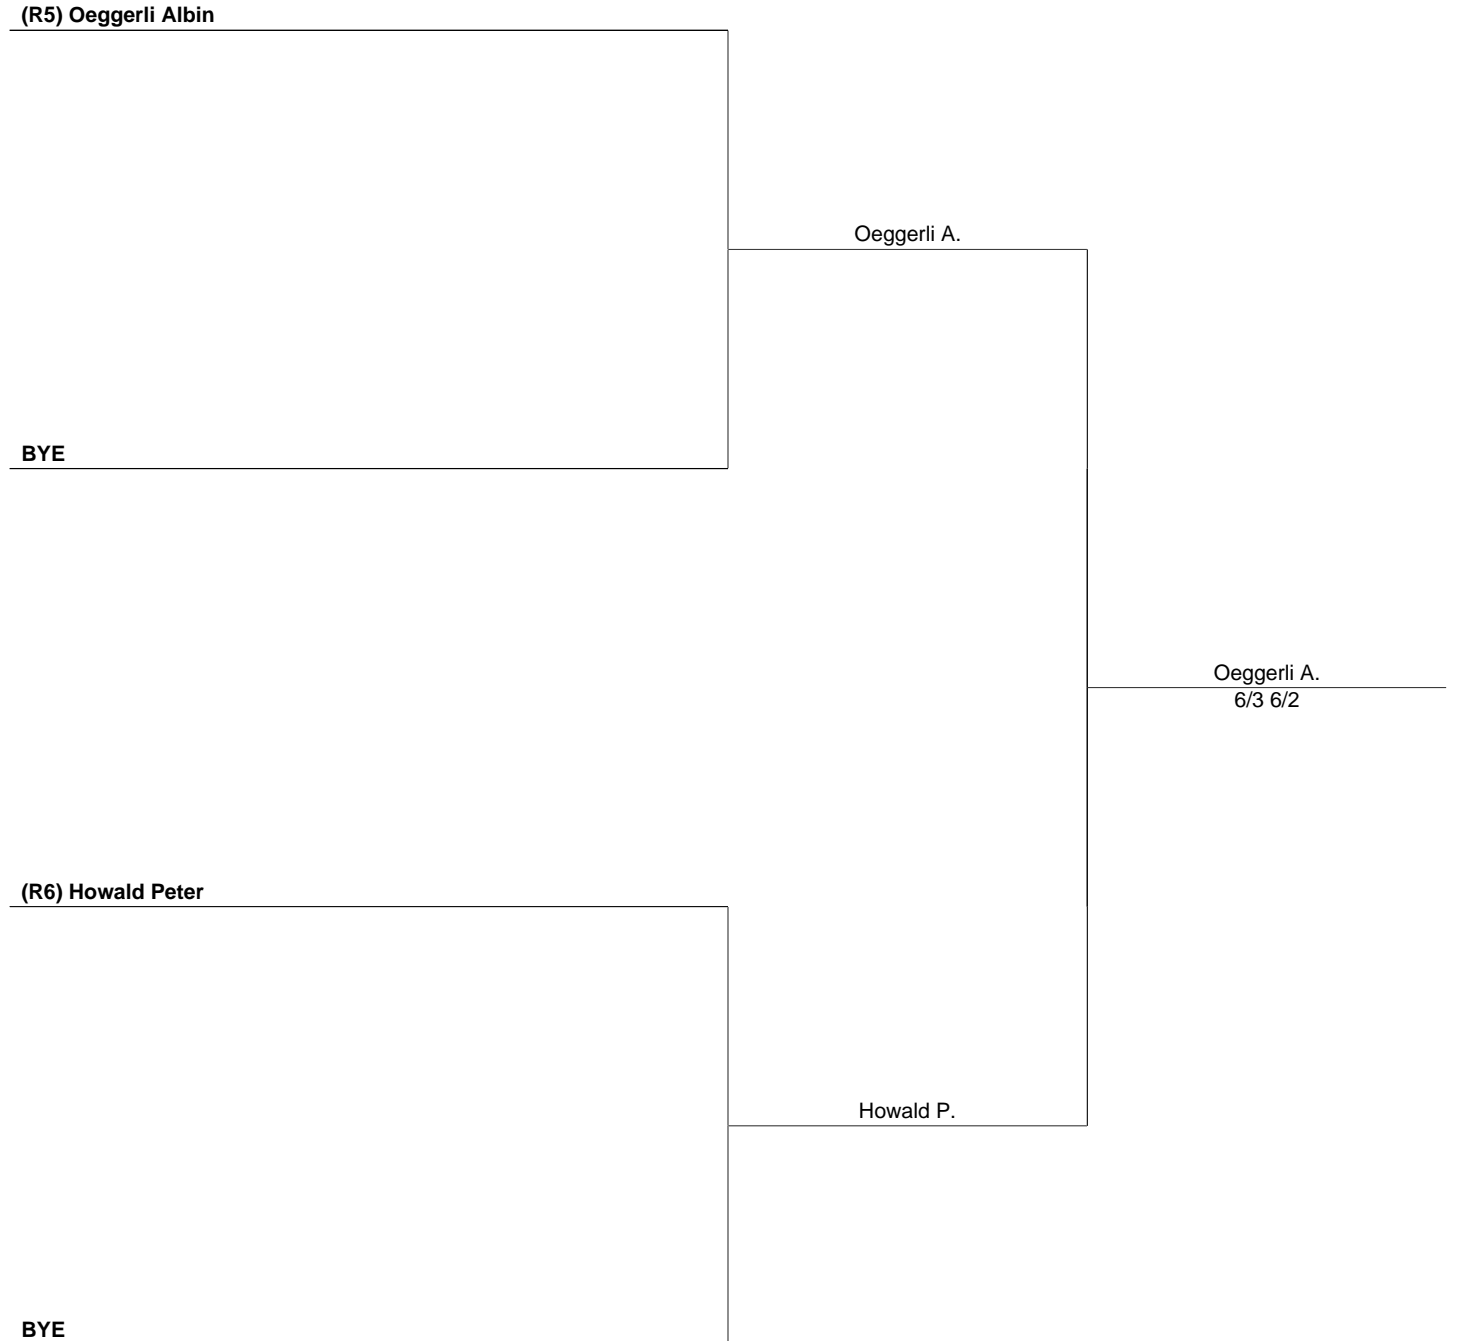 (R5) Oeggerli Albin
Oeggerli A.
BYE
Oeggerli A.
6/3 6/2
(R6) Howald Peter
Howald P.
BYE